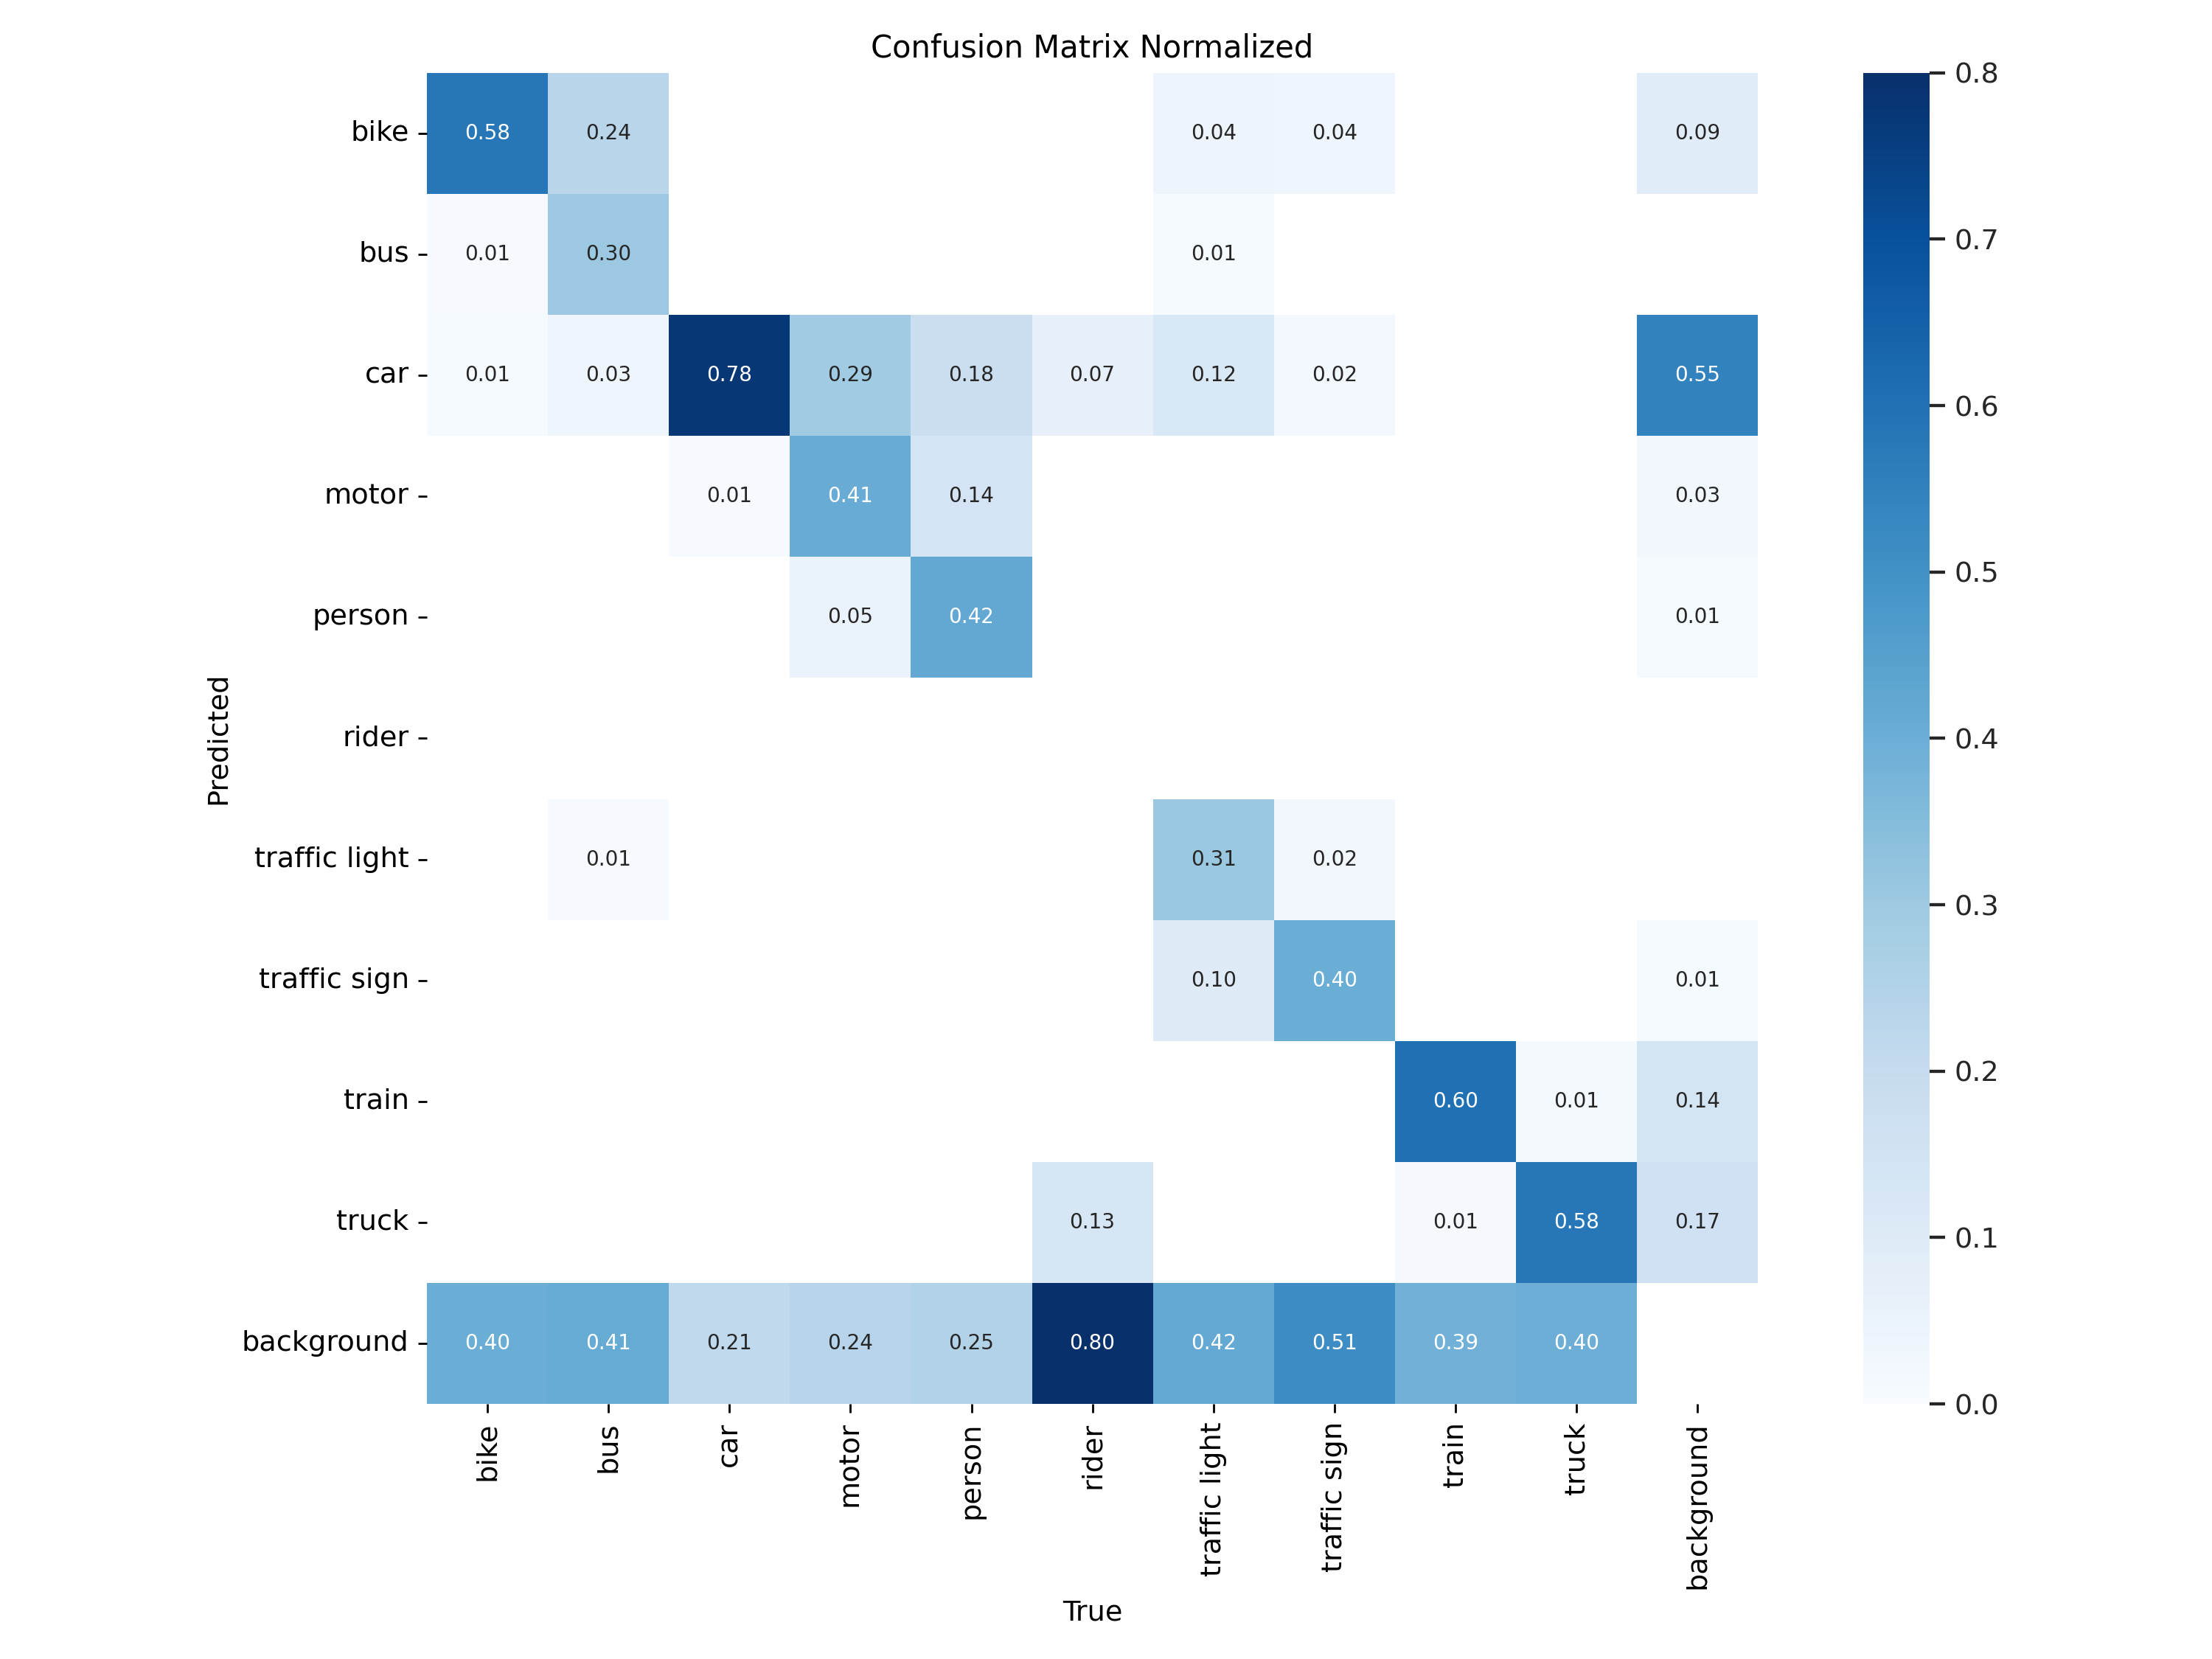 Confusion Matrix Normalized
bike 0.58 0.24 0.04 0.04 0.09
bus 0.01 0.30 0.01
car 0.01 0.03 0.78 0.29 0.18 0.07 0.12 0.02 0.55
motor 0.01 0.41 0.14 0.03
person 0.05 0.42 0.01
rider
traffic light 0.01 0.31 0.02
traffic sign 0.10 0.40 0.01
train 0.60 0.01 0.14
truck 0.13 0.01 0.58 0.17
background 0.40 0.41 0.21 0.24 0.25 0.80 0.42 0.51 0.39 0.40
Predicted
bike bus car motor person rider traffic light traffic sign train truck background
True
0.8
0.7
0.6
0.5
0.4
0.3
0.2
0.1
0.0